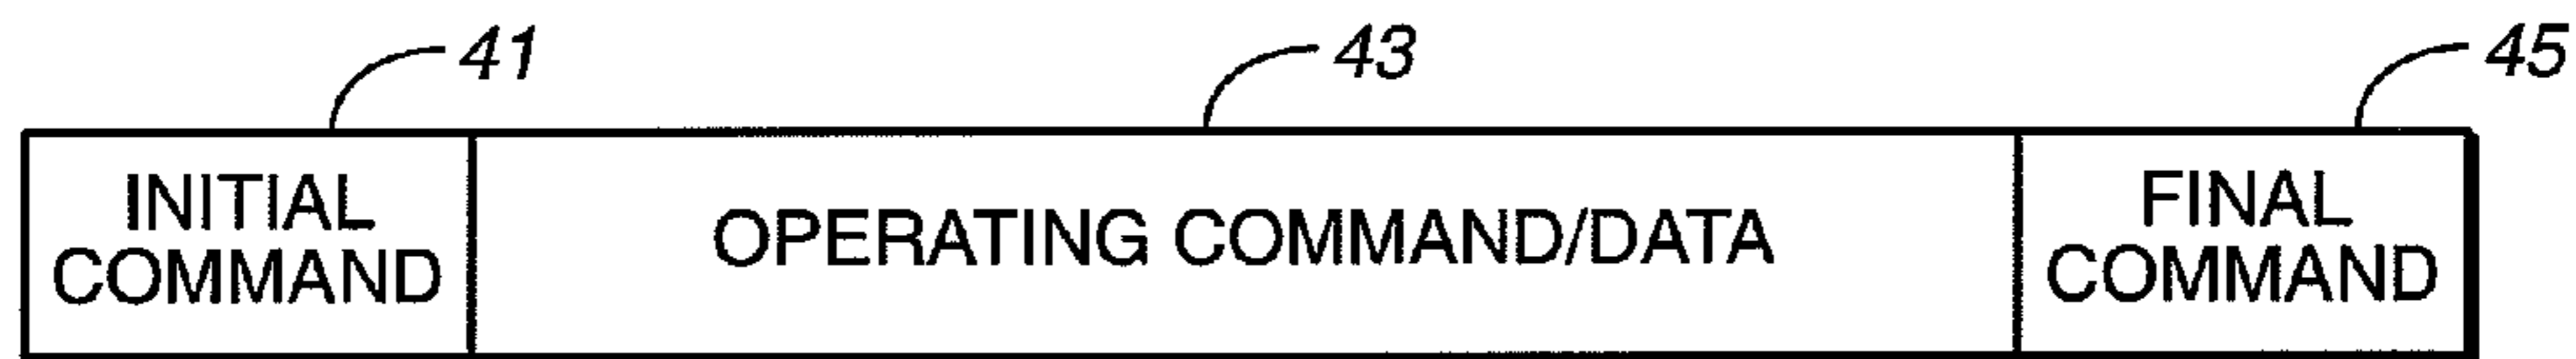 41
43
45
INITIAL
COMMAND
OPERATING COMMAND/DATA
FINAL
COMMAND